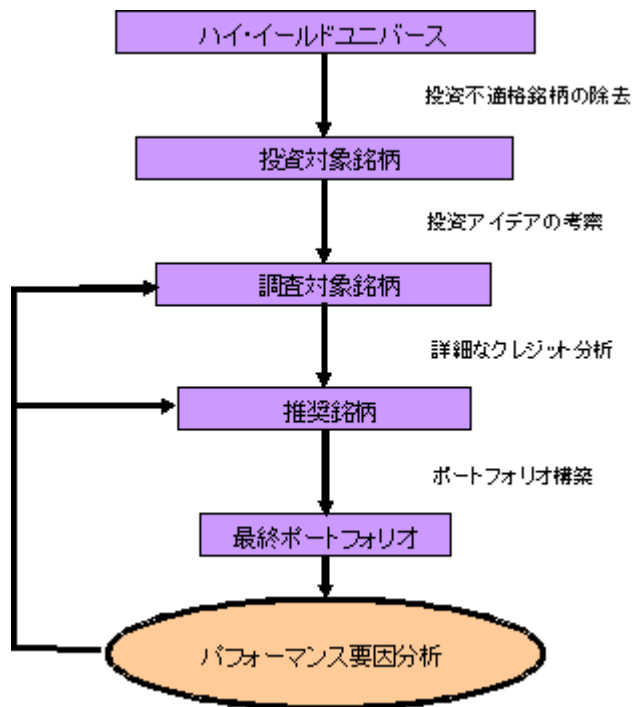 ハイ・イールドユニバース
投資不適格銘柄の除去
投資対象銘柄
投資アイデアの考察
調査対象銘柄
詳細なクレジット分析
推奨銘柄
ポートフォリオ構築
最終ポートフォリオ
パフォーマンス要因分析